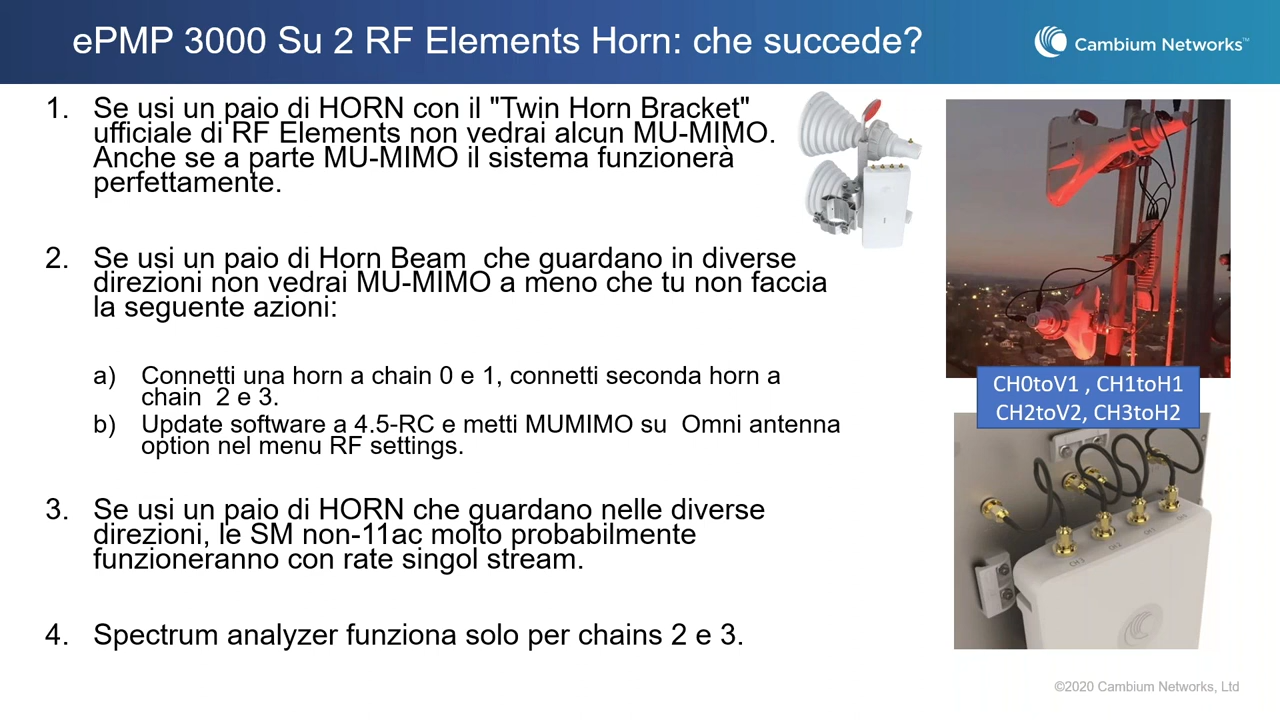 ePMP 3000 Su 2 RF Elements Horn: che succede?
Cambium Networks™
1. Se usi un paio di HORN con il "Twin Horn Bracket"
ufficiale di RF Elements non vedrai alcun MU-MIMO.
Anche se a parte MU-MIMO il sistema funzionerà
perfettamente.
2. Se usi un paio di Horn Beam che guardano in diverse
direzioni non vedrai MU-MIMO a meno che tu non faccia
la seguente azioni:
a) Connetti una horn a chain 0 e 1, connetti seconda horn a
chain 2 e 3.
b) Update software a 4.5-RC e metti MUMIMO su Omni antenna
option nel menu RF settings.
3. Se usi un paio di HORN che guardano nelle diverse
direzioni, le SM non-11ac molto probabilmente
funzioneranno con rate singol stream.
4. Spectrum analyzer funziona solo per chains 2 e 3.
CH0toV1 , CH1toH1
CH2toV2, CH3toH2
©2020 Cambium Networks, Ltd